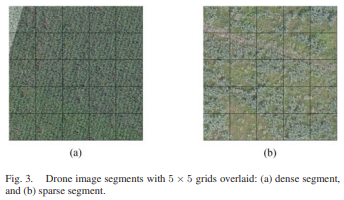 (a)
(b)
Fig. 3. Drone image segments with 5 × 5 grids overlaid: (a) dense segment,
and (b) sparse segment.